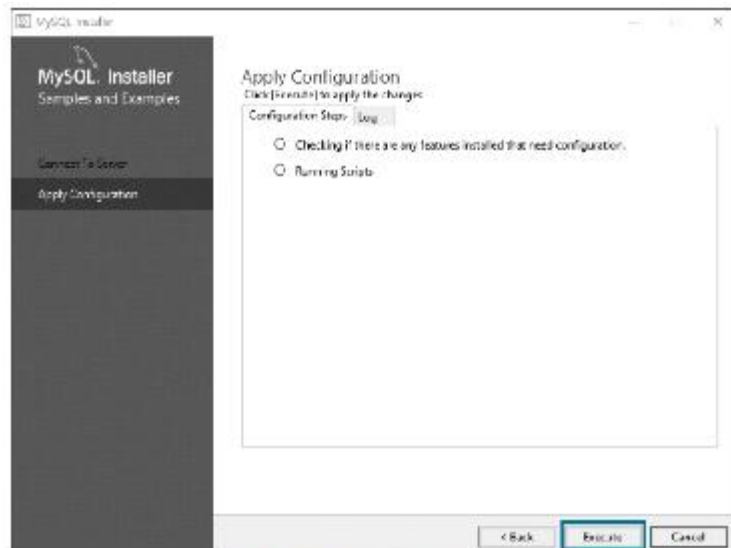 MySQL Installer
MySQL. Installer
Samples and Examples
Connect To Server
Apply Configuration
Apply Configuration
Click [Execute] to apply the changes
Configuration Steps
Log
Checking if there are any features installed that need configuration.
Running Scripts
< Back
Execute
Cancel